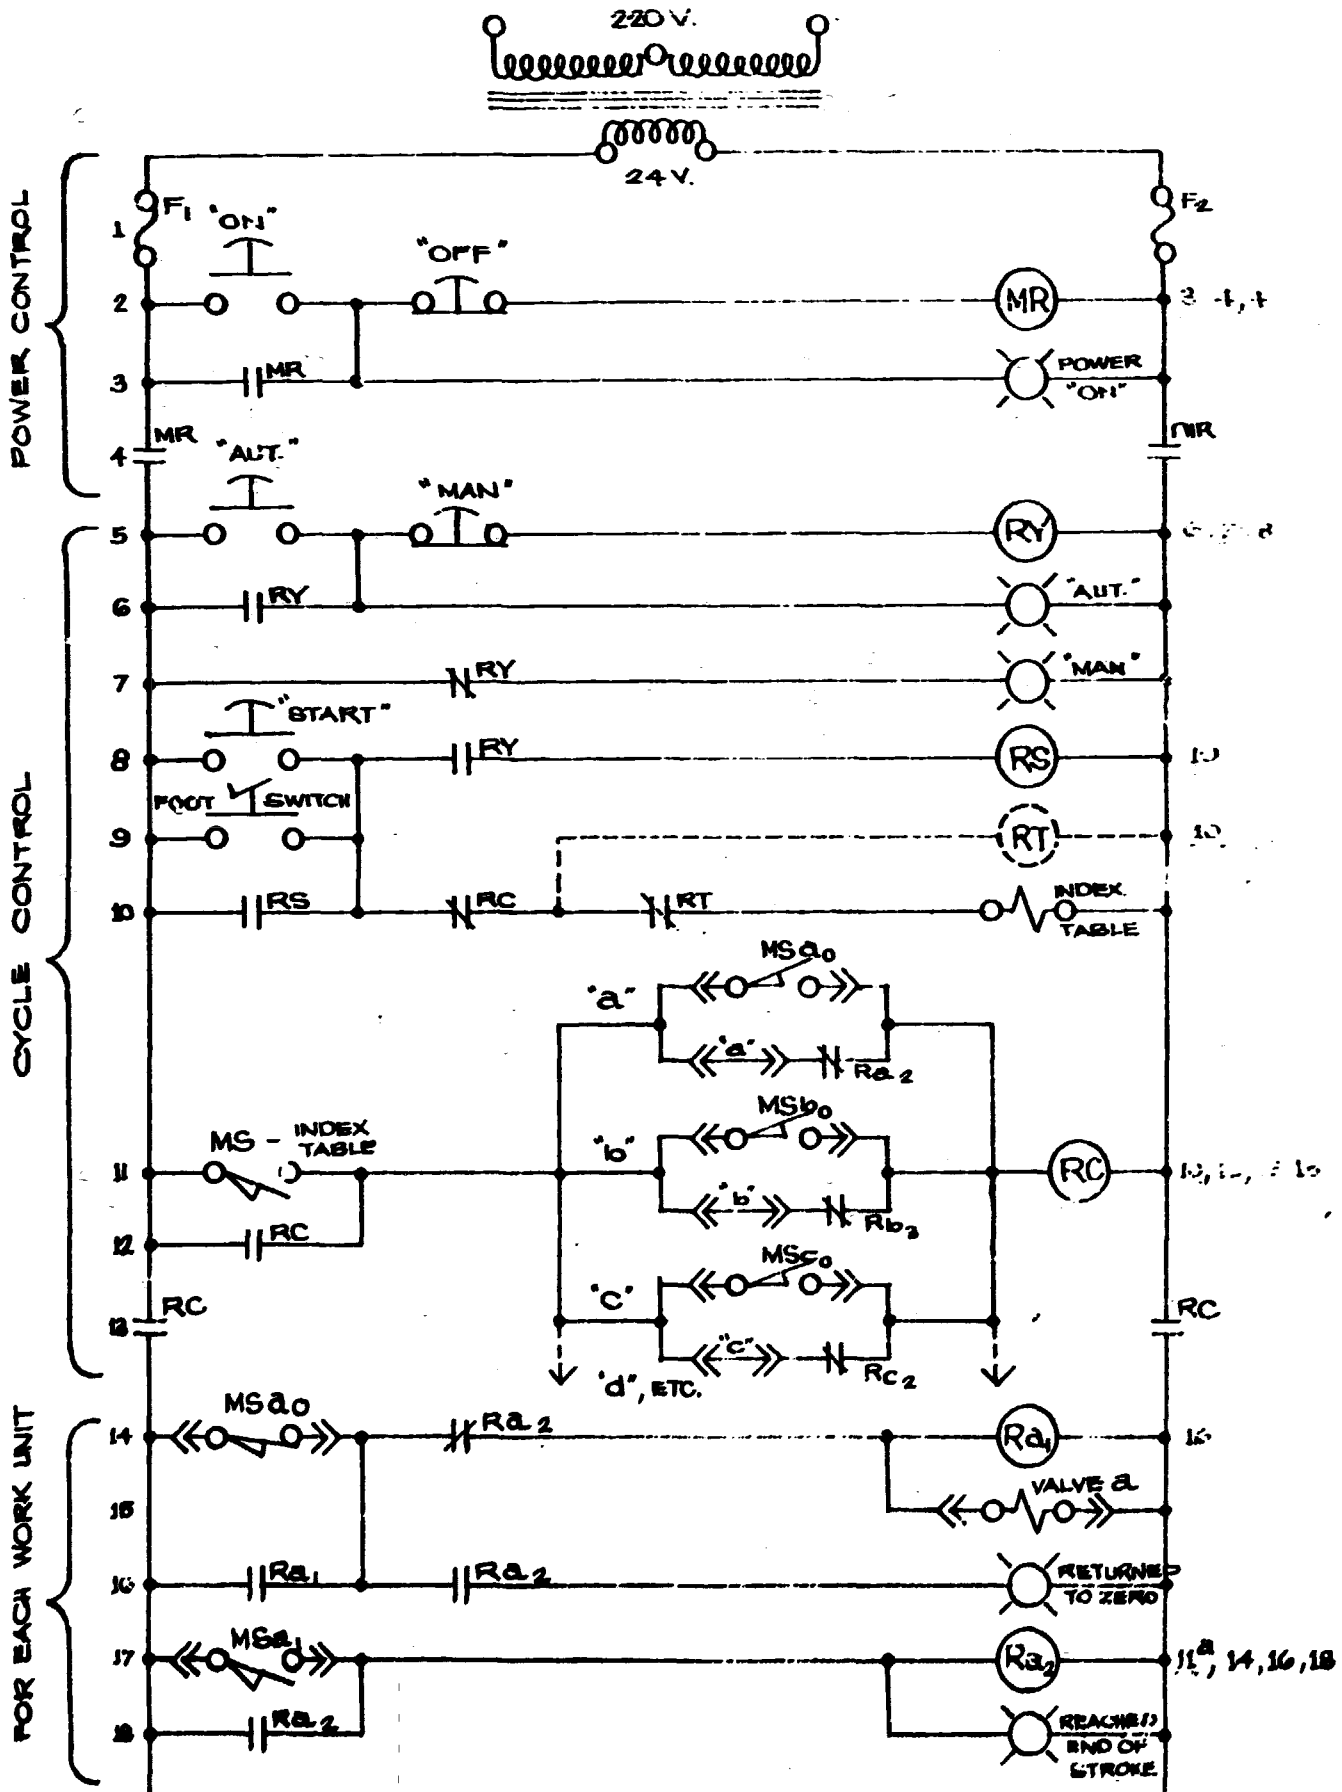 220 V.
24 V.
POWER CONTROL
1
F1
"ON"
"OFF"
F2
2
MR
3
MR
POWER
"ON"
4
MR
"AUT."
MR
"MAN"
CYCLE CONTROL
5
RY
6
RY
"AUT."
7
RY
"MAN"
"START"
8
RY
RS
FOOT SWITCH
9
RT
10
10
RS
RC
RT
INDEX
TABLE
MSa0
"a"
"a"
Ra2
MSb0
MS - INDEX
TABLE
"b"
11
RC
"b"
12
RC
MSc0
"c"
13
RC
RC
"c"
Rc2
"d", ETC.
FOR EACH WORK UNIT
MSa0
14
Ra2
Ra1
15
VALVE a
16
Ra1
Ra2
RETURNED
TO ZERO
MSa1
17
Ra2
11a, 14, 16, 18
18
Ra2
REACHED
END OF
STROKE